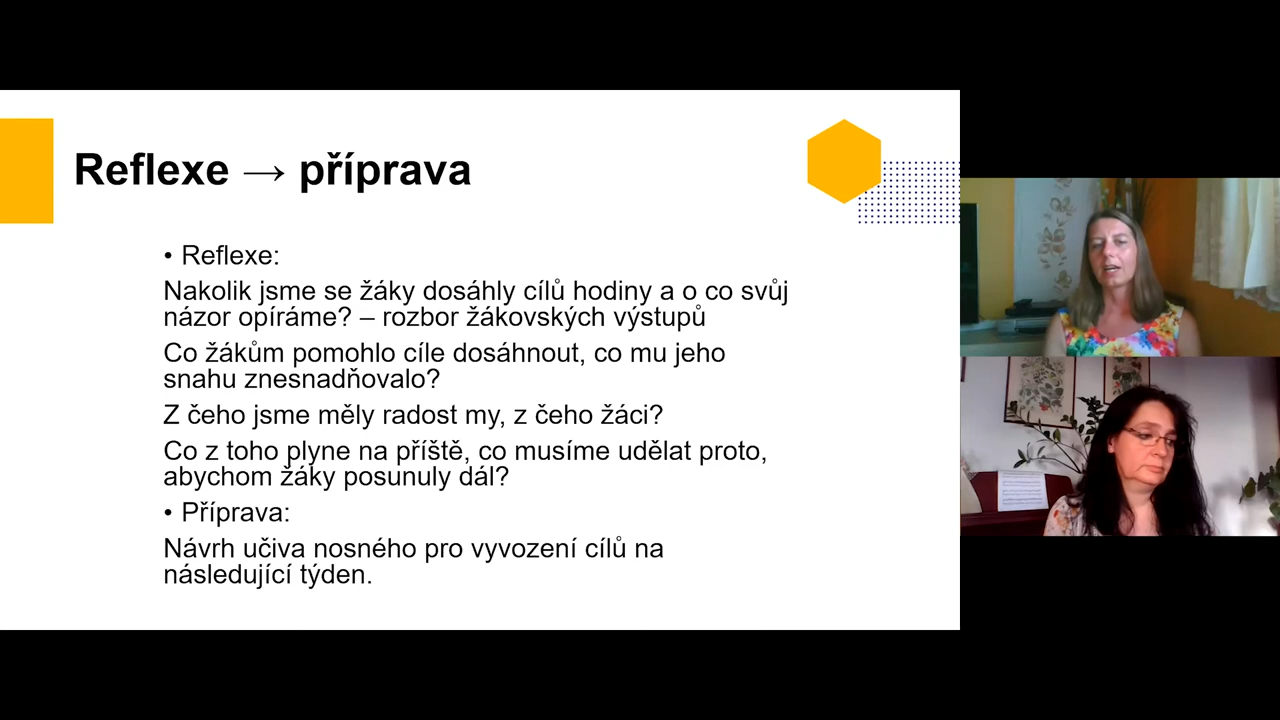 Reflexe → příprava
• Reflexe:
Nakolik jsme se žáky dosáhly cílů hodiny a o co svůj
názor opíráme? – rozbor žákovských výstupů
Co žákům pomohlo cíle dosáhnout, co mu jeho
snahu znesnadňovalo?
Z čeho jsme měly radost my, z čeho žáci?
Co z toho plyne na příště, co musíme udělat proto,
abychom žáky posunuly dál?
• Příprava:
Návrh učiva nosného pro vyvození cílů na
následující týden.